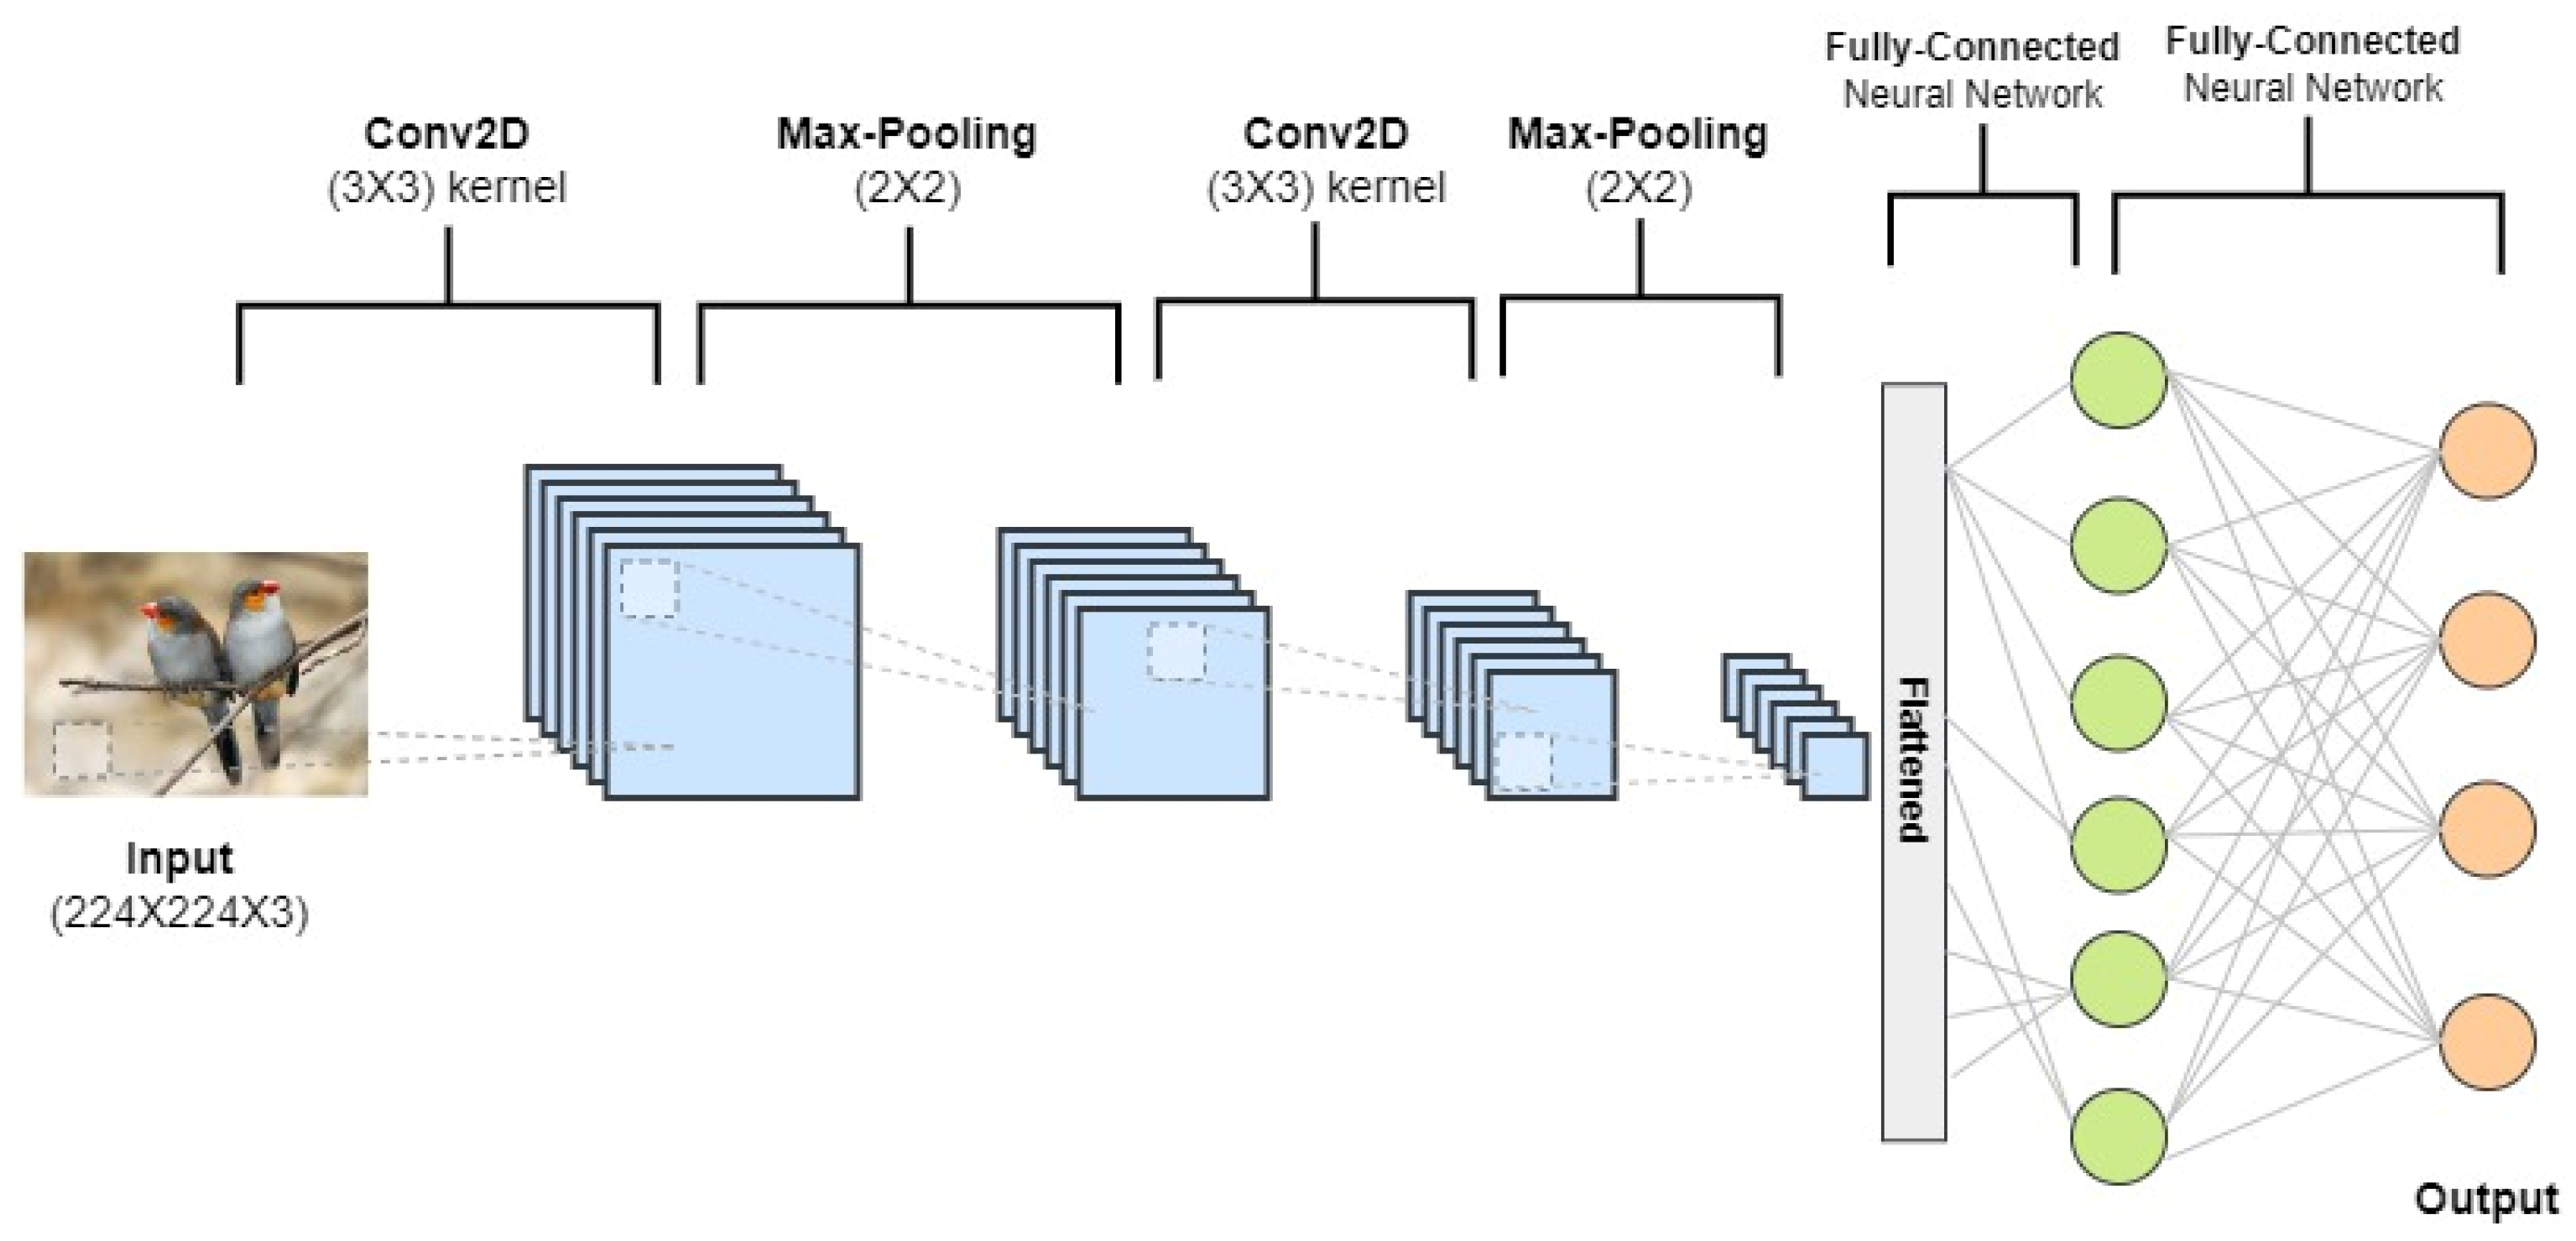 Conv2D
(3X3) kernel
Max-Pooling
(2X2)
Conv2D
(3X3) kernel
Max-Pooling
(2X2)
Fully-Connected
Neural Network
Fully-Connected
Neural Network
Input
(224X224X3)
Flattened
Output